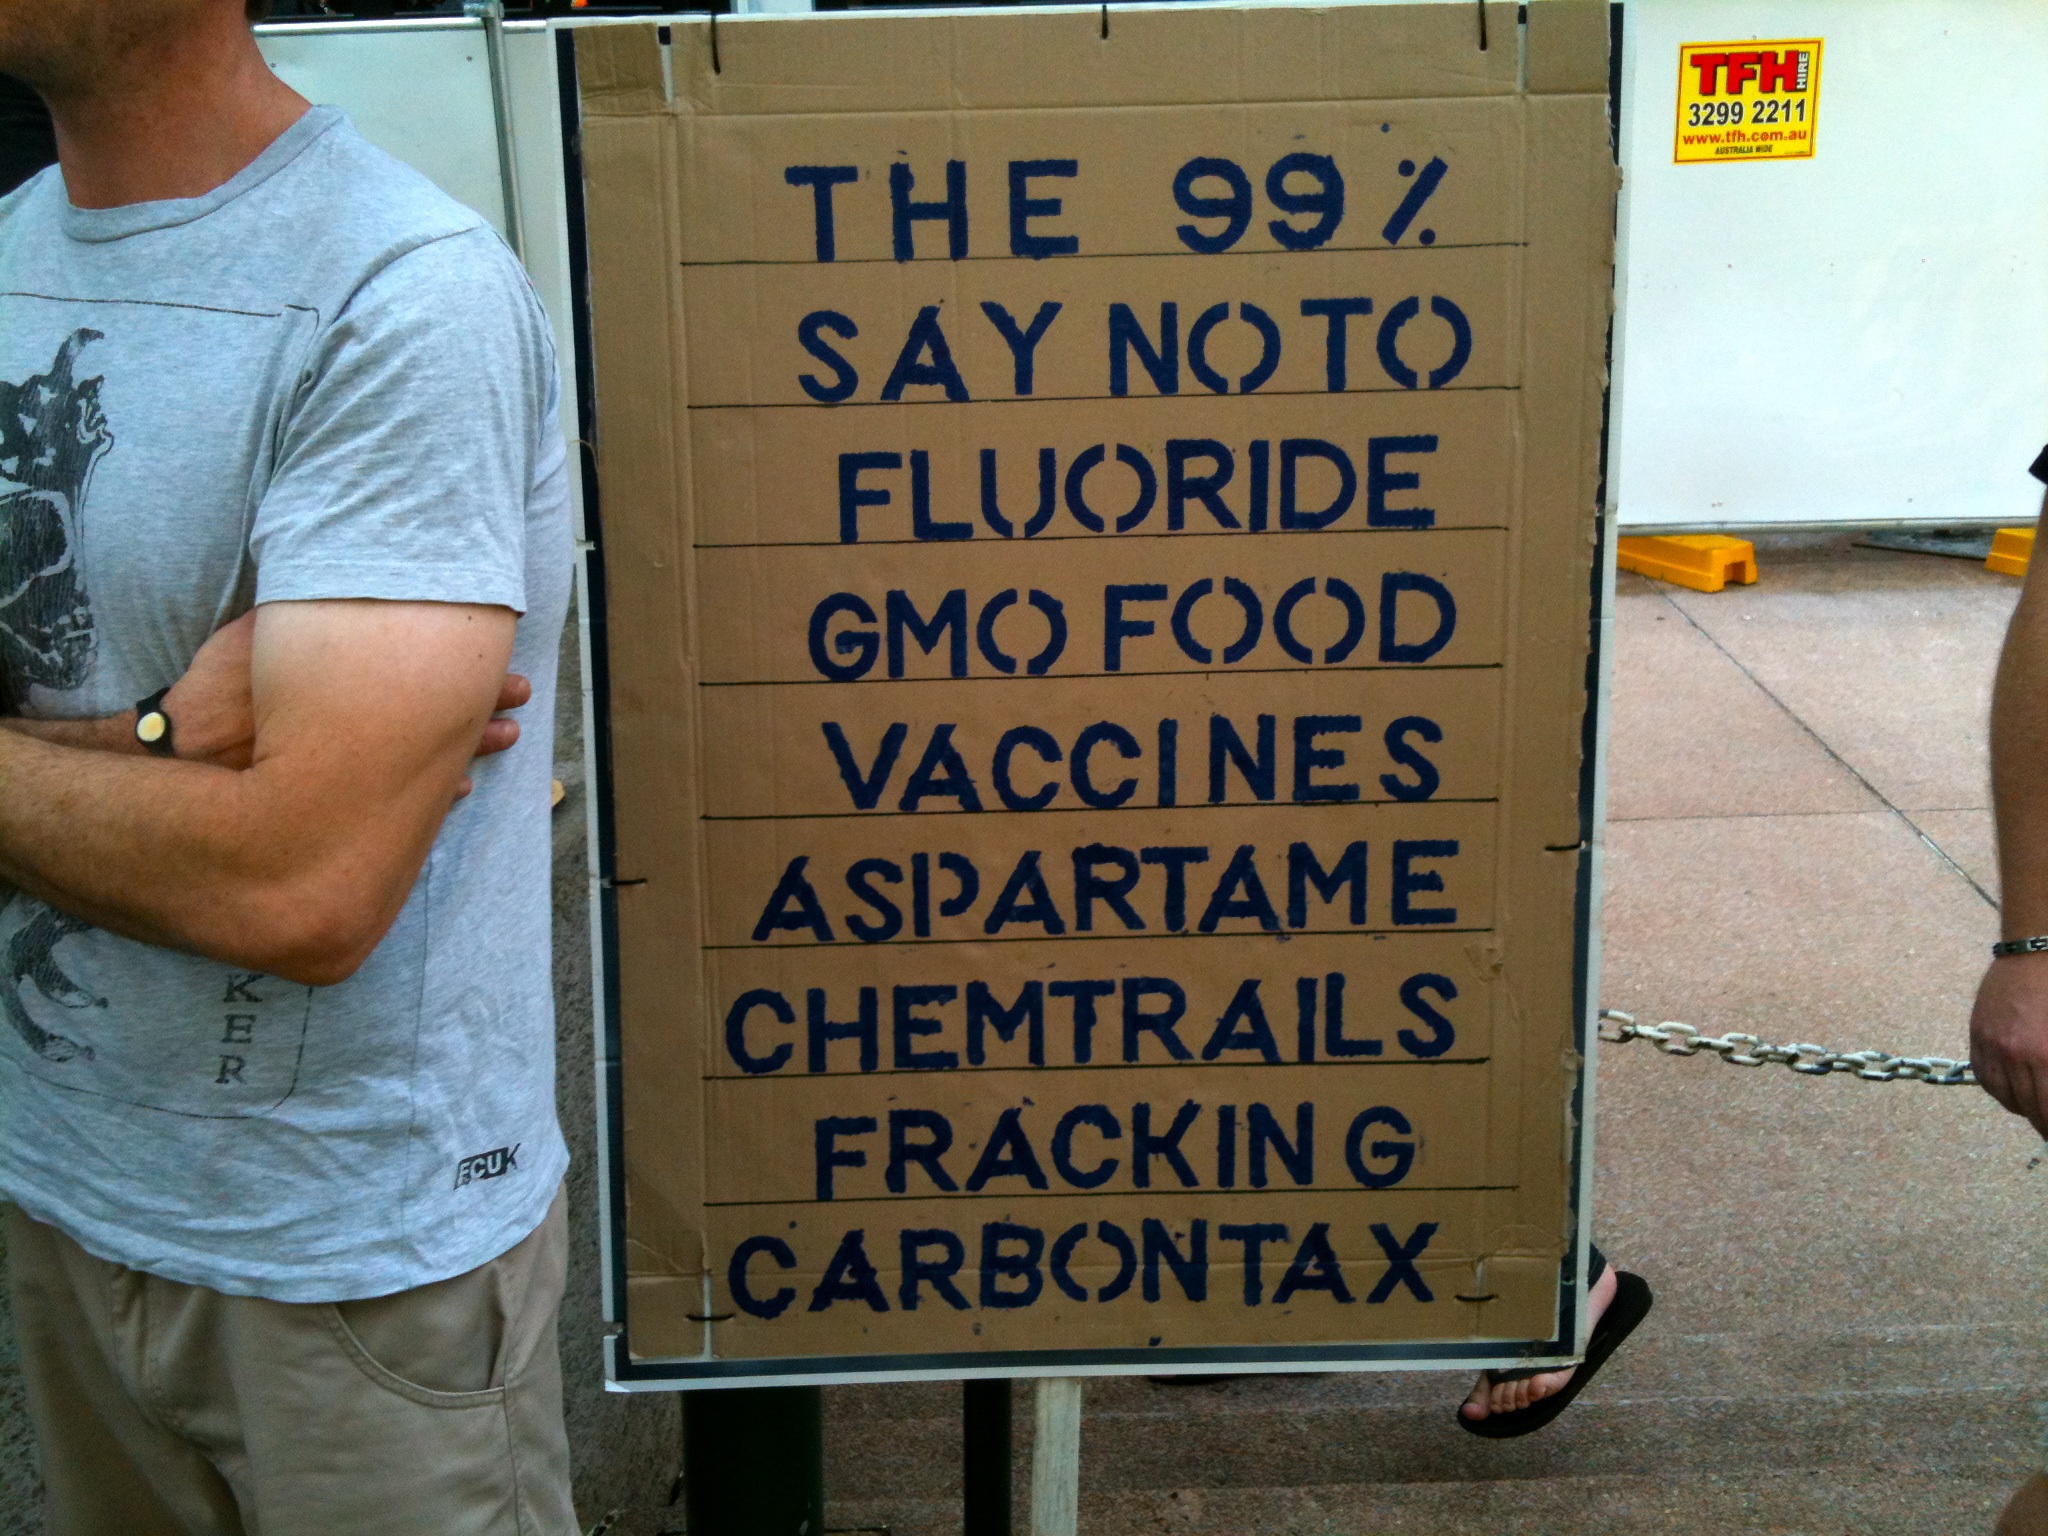 THE 99%
SAY NO TO
FLUORIDE
GMO FOOD
VACCINES
ASPARTAME
CHEMTRAILS
FRACKING
CARBONTAX
TFH HIRE
3299 2211
www.tfh.com.au
AUSTRALIA WIDE
KER
FCUK